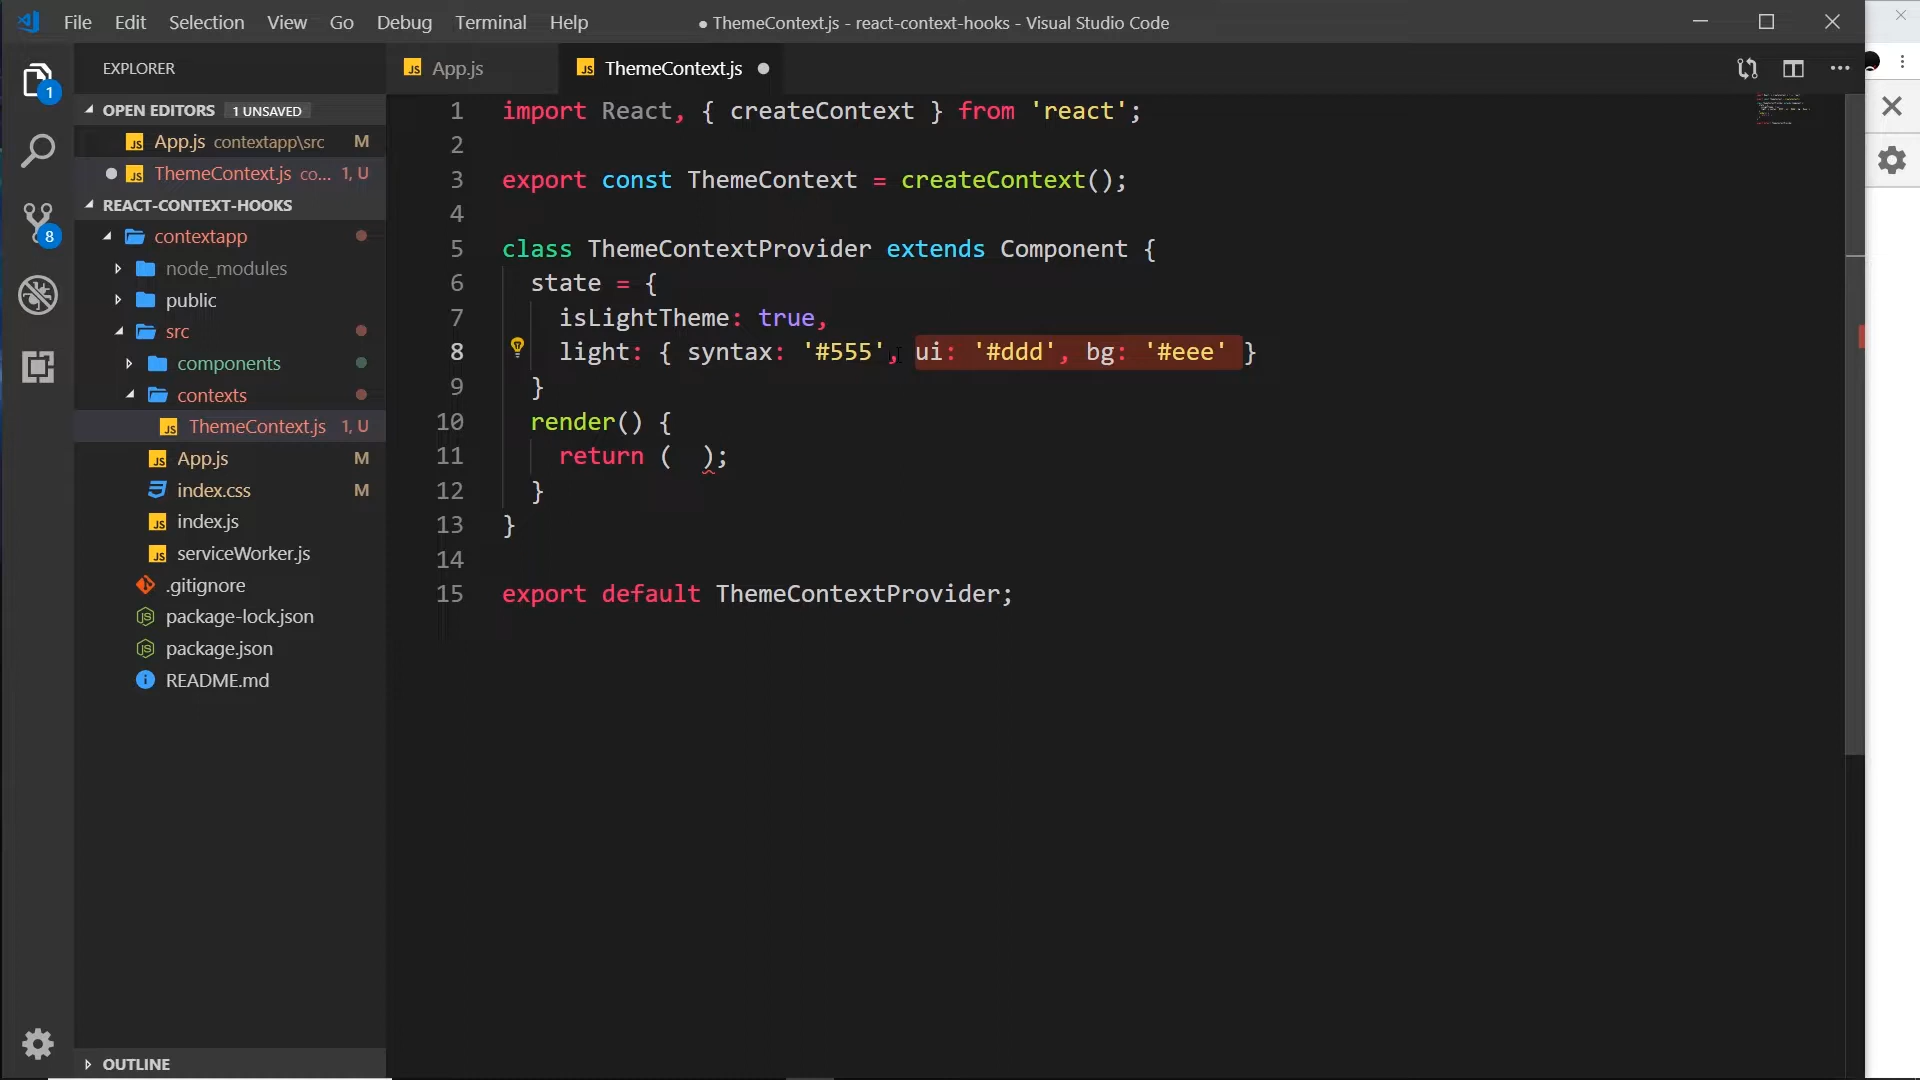 File Edit Selection View Go Debug Terminal Help
● ThemeContext.js - react-context-hooks - Visual Studio Code
EXPLORER
OPEN EDITORS 1 UNSAVED
App.js contextapp\src M
ThemeContext.js co... 1, U
REACT-CONTEXT-HOOKS
contextapp
node_modules
public
src
components
contexts
ThemeContext.js 1, U
App.js M
index.css M
index.js
serviceWorker.js
.gitignore
package-lock.json
package.json
README.md
OUTLINE
1
8
App.js
ThemeContext.js ●
1 import React, { createContext } from 'react';
2
3 export const ThemeContext = createContext();
4
5 class ThemeContextProvider extends Component {
6 state = {
7 isLightTheme: true,
8 light: { syntax: '#555', ui: '#ddd', bg: '#eee' }
9 }
10 render() {
11 return (  );
12 }
13 }
14
15 export default ThemeContextProvider;